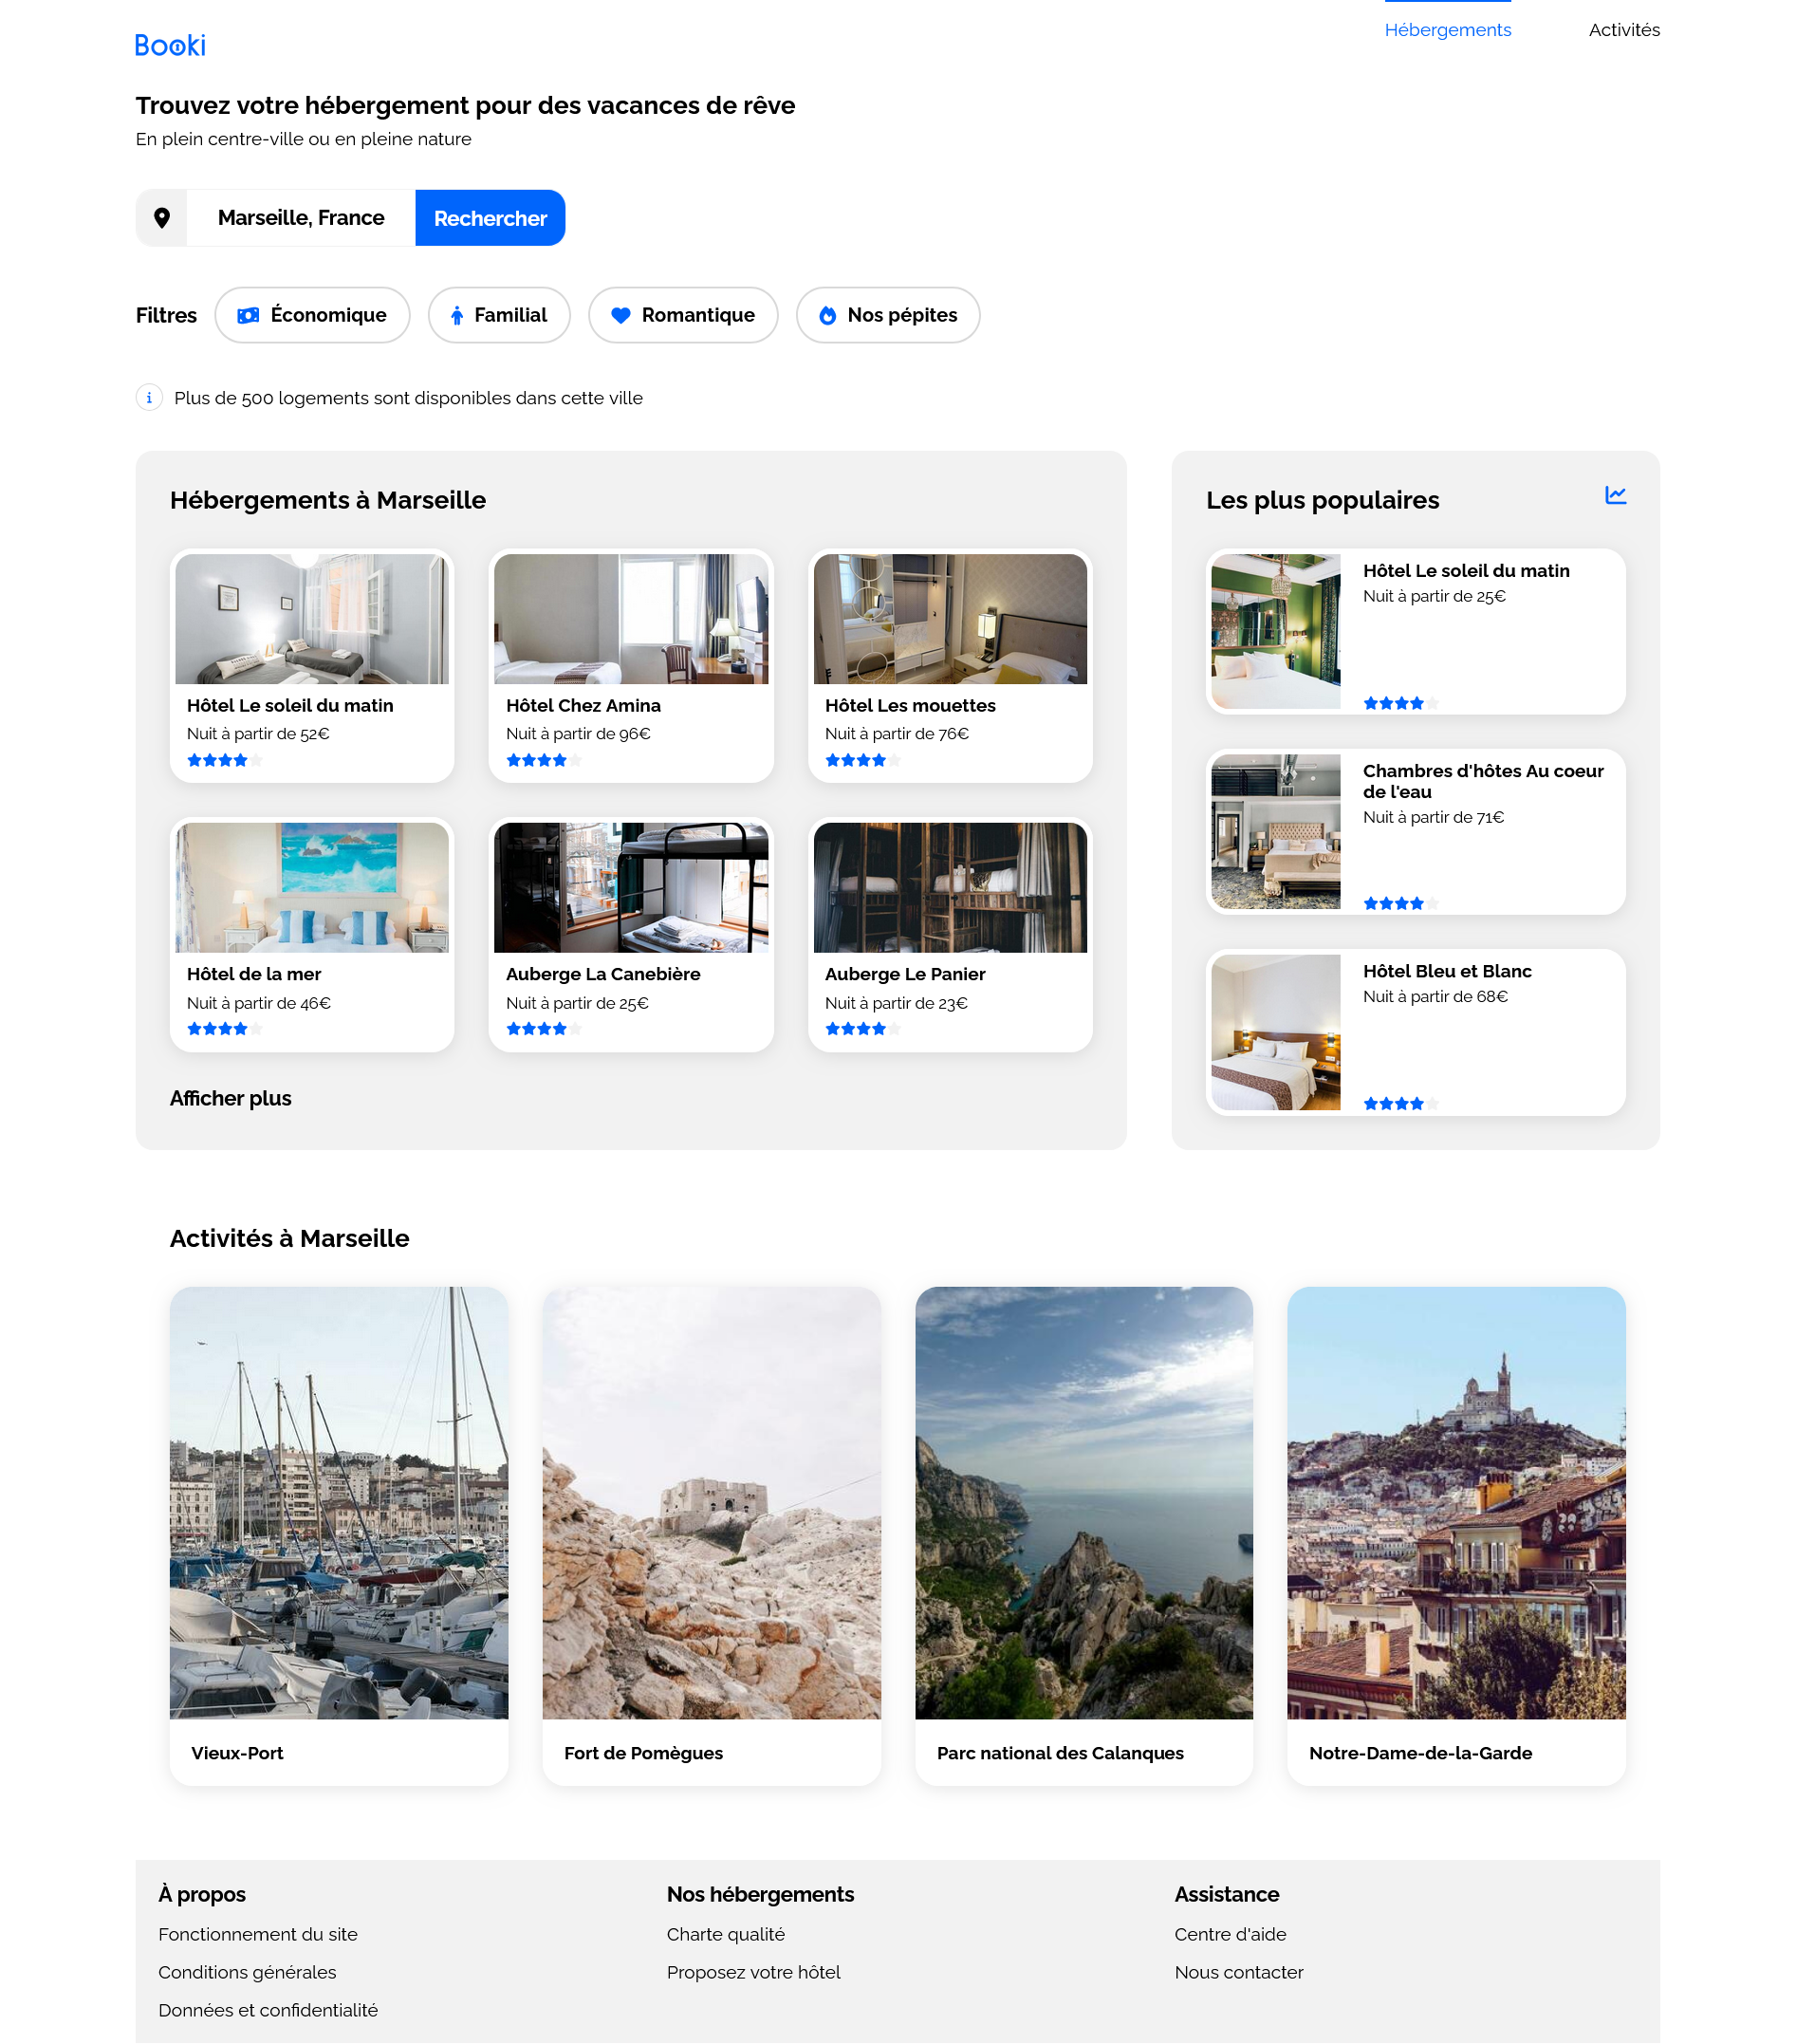 Booki
Hébergements
Activités
Trouvez votre hébergement pour des vacances de rêve
En plein centre-ville ou en pleine nature
Marseille, France
Rechercher
Filtres
Économique
Familial
Romantique
Nos pépites
Plus de 500 logements sont disponibles dans cette ville
Hébergements à Marseille
Hôtel Le soleil du matin
Nuit à partir de 52€
Hôtel Chez Amina
Nuit à partir de 96€
Hôtel Les mouettes
Nuit à partir de 76€
Hôtel de la mer
Nuit à partir de 46€
Auberge La Canebière
Nuit à partir de 25€
Auberge Le Panier
Nuit à partir de 23€
Afficher plus
Les plus populaires
Hôtel Le soleil du matin
Nuit à partir de 25€
Chambres d'hôtes Au coeur
de l'eau
Nuit à partir de 71€
Hôtel Bleu et Blanc
Nuit à partir de 68€
Activités à Marseille
Vieux-Port
Fort de Pomègues
Parc national des Calanques
Notre-Dame-de-la-Garde
À propos
Fonctionnement du site
Conditions générales
Données et confidentialité
Nos hébergements
Charte qualité
Proposez votre hôtel
Assistance
Centre d'aide
Nous contacter